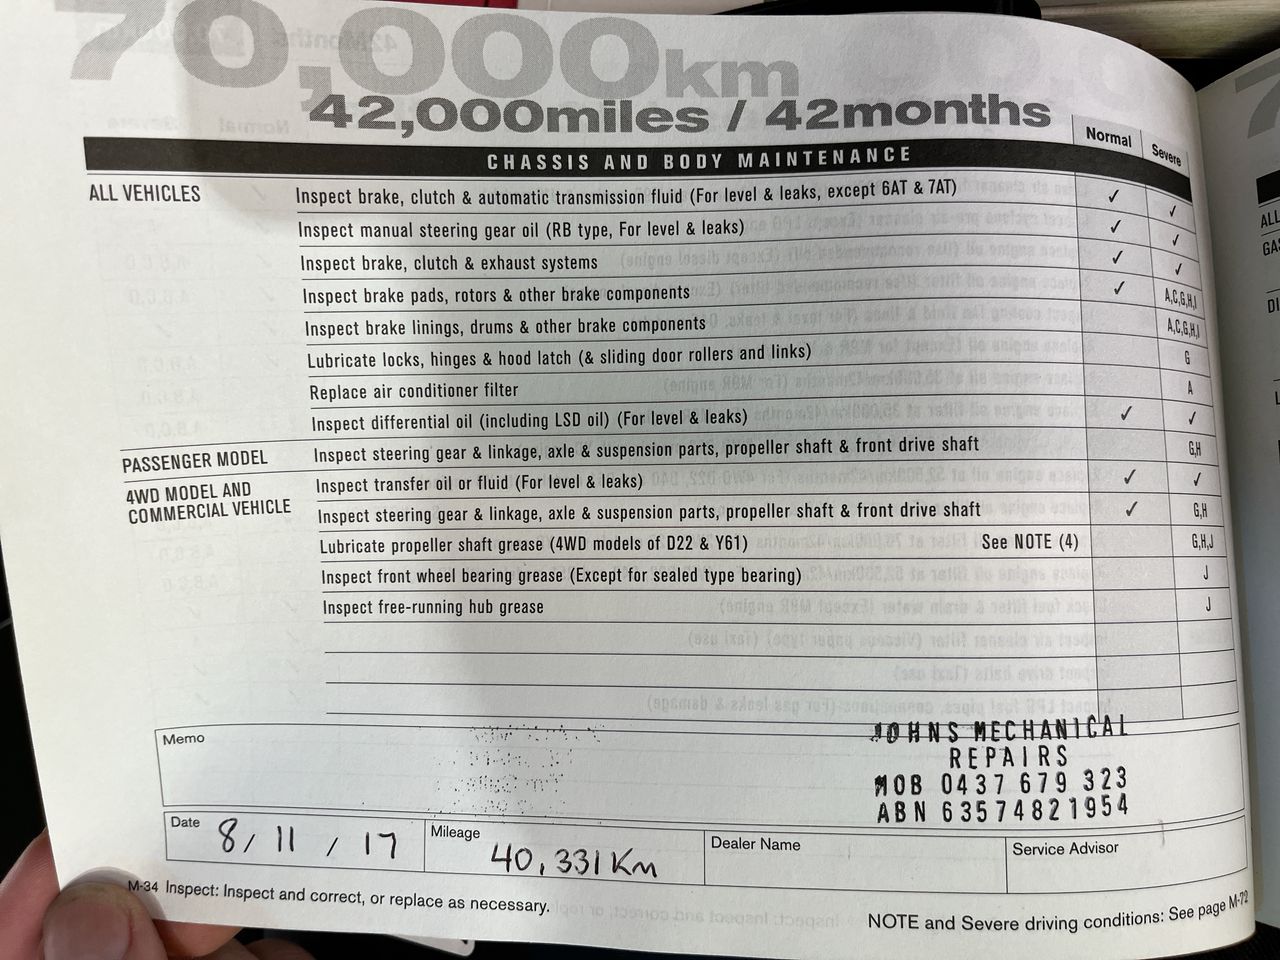 70,000km
42,000miles / 42months
Normal Severe
CHASSIS AND BODY MAINTENANCE
ALL VEHICLES Inspect brake, clutch & automatic transmission fluid (For level & leaks, except 6AT & 7AT) ✓ ✓
Inspect manual steering gear oil (RB type, For level & leaks) ✓ ✓
Inspect brake, clutch & exhaust systems ✓ ✓
Inspect brake pads, rotors & other brake components ✓ A,C,G,H,I
Inspect brake linings, drums & other brake components A,C,G,H,I
Lubricate locks, hinges & hood latch (& sliding door rollers and links) G
Replace air conditioner filter A
Inspect differential oil (including LSD oil) (For level & leaks) ✓ ✓
PASSENGER MODEL Inspect steering gear & linkage, axle & suspension parts, propeller shaft & front drive shaft G,H
4WD MODEL AND Inspect transfer oil or fluid (For level & leaks) ✓ ✓
COMMERCIAL VEHICLE Inspect steering gear & linkage, axle & suspension parts, propeller shaft & front drive shaft ✓ G,H
Lubricate propeller shaft grease (4WD models of D22 & Y61) See NOTE (4) G,H,J
Inspect front wheel bearing grease (Except for sealed type bearing) J
Inspect free-running hub grease J
Memo
JOHNS MECHANICAL
REPAIRS
MOB 0437 679 323
ABN 63574821954
Date 8/11/17 Mileage 40,331Km Dealer Name Service Advisor
M-34 Inspect: Inspect and correct, or replace as necessary.
NOTE and Severe driving conditions: See page M-72